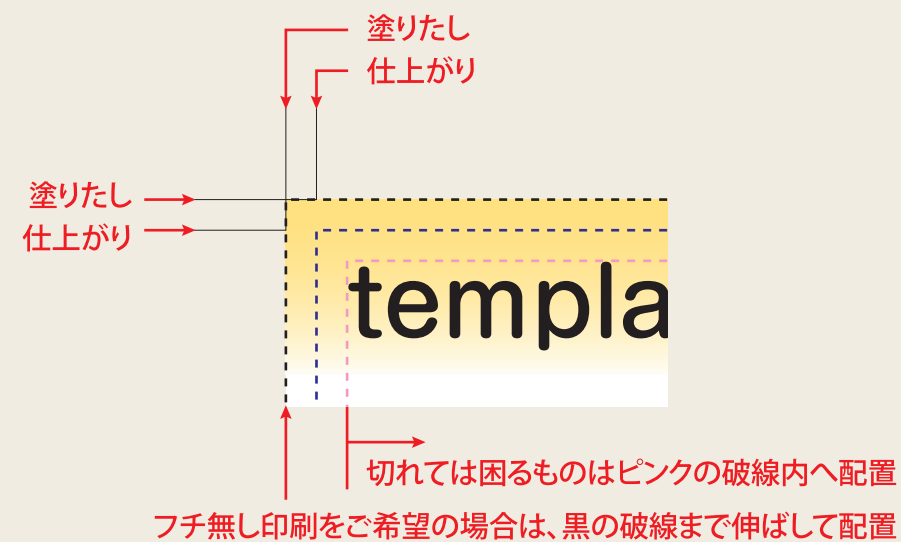 塗りたし
仕上がり
塗りたし
仕上がり
templa
切れては困るものはピンクの破線内へ配置
フチ無し印刷をご希望の場合は、黒の破線まで伸ばして配置